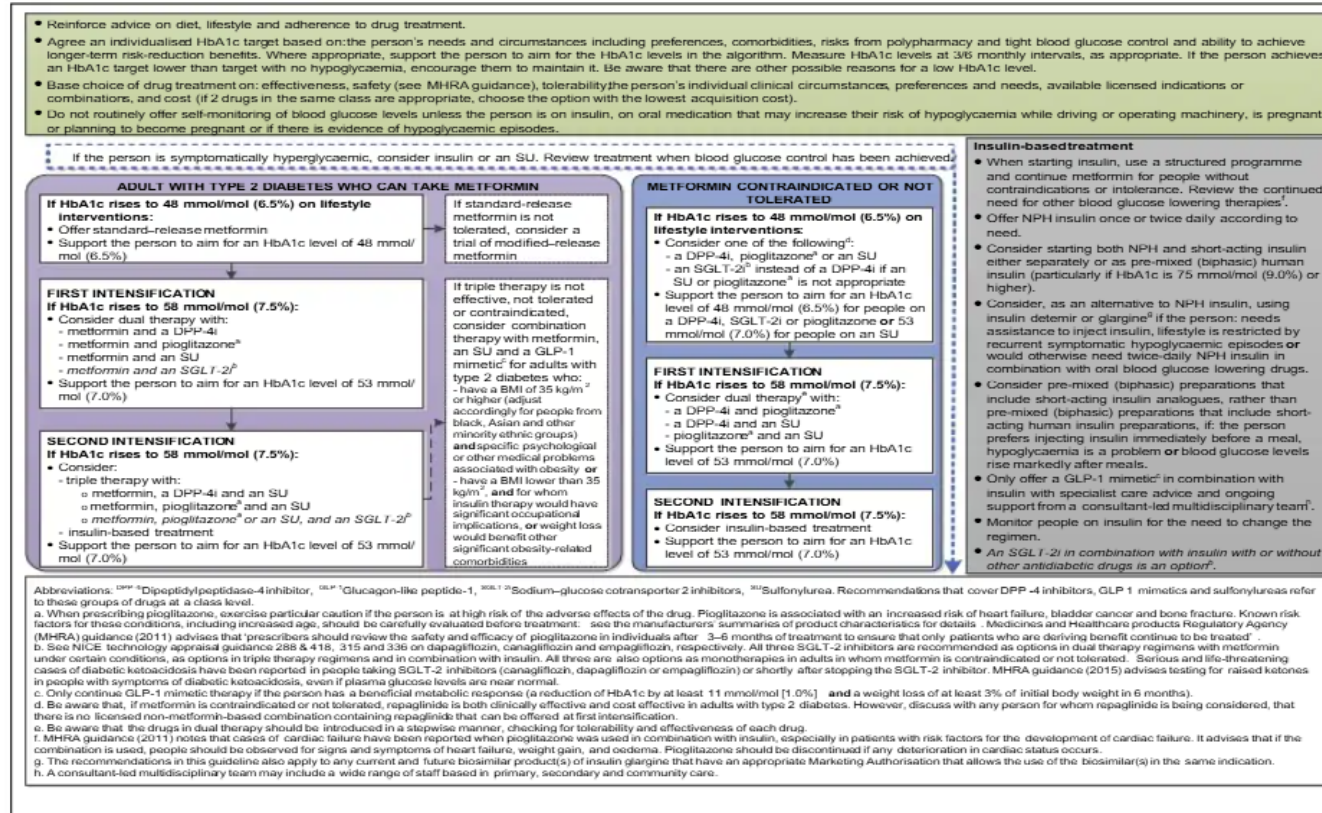 • Reinforce advice on diet, lifestyle and adherence to drug treatment.
• Agree an individualised HbA1c target based on:the person's needs and circumstances including preferences, comorbidities, risks from polypharmacy and tight blood glucose control and ability to achieve
longer-term risk-reduction benefits. Where appropriate, support the person to aim for the HbA1c levels in the algorithm. Measure HbA1c levels at 3/6 monthly intervals, as appropriate. If the person achieves
an HbA1c target lower than target with no hypoglycaemia, encourage them to maintain it. Be aware that there are other possible reasons for a low HbA1c level.
• Base choice of drug treatment on: effectiveness, safety (see MHRA guidance), tolerability,the person's individual clinical circumstances, preferences and needs, available licensed indications or
combinations, and cost (if 2 drugs in the same class are appropriate, choose the option with the lowest acquisition cost).
• Do not routinely offer self-monitoring of blood glucose levels unless the person is on insulin, on oral medication that may increase their risk of hypoglycaemia while driving or operating machinery, is pregnant
or planning to become pregnant or if there is evidence of hypoglycaemic episodes.
If the person is symptomatically hyperglycaemic, consider insulin or an SU. Review treatment when blood glucose control has been achieved.
ADULT WITH TYPE 2 DIABETES WHO CAN TAKE METFORMIN
If HbA1c rises to 48 mmol/mol (6.5%) on lifestyle
interventions:
• Offer standard–release metformin
• Support the person to aim for an HbA1c level of 48 mmol/
mol (6.5%)
If standard-release
metformin is not
tolerated, consider a
trial of modified–release
metformin
FIRST INTENSIFICATION
If HbA1c rises to 58 mmol/mol (7.5%):
• Consider dual therapy with:
- metformin and a DPP-4i
- metformin and pioglitazoneª
- metformin and an SU
- metformin and an SGLT-2iᵇ
• Support the person to aim for an HbA1c level of 53 mmol/
mol (7.0%)
SECOND INTENSIFICATION
If HbA1c rises to 58 mmol/mol (7.5%):
• Consider:
- triple therapy with:
o metformin, a DPP-4i and an SU
o metformin, pioglitazoneª and an SU
o metformin, pioglitazoneª or an SU, and an SGLT-2iᵇ
- insulin-based treatment
• Support the person to aim for an HbA1c level of 53 mmol/mol
(7.0%)
If triple therapy is not
effective, not tolerated
or contraindicated,
consider combination
therapy with metformin,
an SU and a GLP-1
mimeticᶜ for adults with
type 2 diabetes who:
- have a BMI of 35 kg/m²
or higher (adjust
accordingly for people from
black, Asian and other
minority ethnic groups)
and specific psychological
or other medical problems
associated with obesity or
- have a BMI lower than 35
kg/m², and for whom
insulin therapy would have
significant occupational
implications, or weight loss
would benefit other
significant obesity-related
comorbidities
METFORMIN CONTRAINDICATED OR NOT
TOLERATED
If HbA1c rises to 48 mmol/mol (6.5%) on
lifestyle interventions:
• Consider one of the followingᵈ:
- a DPP-4i, pioglitazoneª or an SU
- an SGLT-2iᵇ instead of a DPP-4i if an
SU or pioglitazoneª is not appropriate
• Support the person to aim for an HbA1c
level of 48 mmol/mol (6.5%) for people on
a DPP-4i, SGLT-2i or pioglitazone or 53
mmol/mol (7.0%) for people on an SU
FIRST INTENSIFICATION
If HbA1c rises to 58 mmol/mol (7.5%):
• Consider dual therapyᵉ with:
- a DPP-4i and pioglitazoneª
- a DPP-4i and an SU
- pioglitazoneª and an SU
• Support the person to aim for an HbA1c
level of 53 mmol/mol (7.0%)
SECOND INTENSIFICATION
If HbA1c rises to 58 mmol/mol (7.5%):
• Consider insulin-based treatment
• Support the person to aim for an HbA1c
level of 53 mmol/mol (7.0%)
Insulin-based treatment
• When starting insulin, use a structured programme
and continue metformin for people without
contraindications or intolerance. Review the continued
need for other blood glucose lowering therapiesᶠ.
• Offer NPH insulin once or twice daily according to
need.
• Consider starting both NPH and short-acting insulin
either separately or as pre-mixed (biphasic) human
insulin (particularly if HbA1c is 75 mmol/mol (9.0%) or
higher).
• Consider, as an alternative to NPH insulin, using
insulin detemir or glargineᵍ if the person: needs
assistance to inject insulin, lifestyle is restricted by
recurrent symptomatic hypoglycaemic episodes or
would otherwise need twice-daily NPH insulin in
combination with oral blood glucose lowering drugs.
• Consider pre-mixed (biphasic) preparations that
include short-acting insulin analogues, rather than
pre-mixed (biphasic) preparations that include short-
acting human insulin preparations, if: the person
prefers injecting insulin immediately before a meal,
hypoglycaemia is a problem or blood glucose levels
rise markedly after meals.
• Only offer a GLP-1 mimeticᶜ in combination with
insulin with specialist care advice and ongoing
support from a consultant-led multidisciplinary teamʰ.
• Monitor people on insulin for the need to change the
regimen.
• An SGLT-2i in combination with insulin with or without
other antidiabetic drugs is an optionᵇ.
Abbreviations: DPP-4iDipeptidylpeptidase-4 inhibitor, GLP-1Glucagon-like peptide-1, SGLT-2iSodium–glucose cotransporter 2 inhibitors, SUSulfonylurea. Recommendations that cover DPP -4 inhibitors, GLP 1 mimetics and sulfonylureas refer
to these groups of drugs at a class level.
a. When prescribing pioglitazone, exercise particular caution if the person is at high risk of the adverse effects of the drug. Pioglitazone is associated with an increased risk of heart failure, bladder cancer and bone fracture. Known risk
factors for these conditions, including increased age, should be carefully evaluated before treatment: see the manufacturers' summaries of product characteristics for details . Medicines and Healthcare products Regulatory Agency
(MHRA) guidance (2011) advises that 'prescribers should review the safety and efficacy of pioglitazone in individuals after 3–6 months of treatment to ensure that only patients who are deriving benefit continue to be treated' .
b. See NICE technology appraisal guidance 288 & 418, 315 and 336 on dapagliflozin, canagliflozin and empagliflozin, respectively. All three SGLT-2 inhibitors are recommended as options in dual therapy regimens with metformin
under certain conditions, as options in triple therapy regimens and in combination with insulin. All three are also options as monotherapies in adults in whom metformin is contraindicated or not tolerated. Serious and life-threatening
cases of diabetic ketoacidosis have been reported in people taking SGLT-2 inhibitors (canagliflozin, dapagliflozin or empagliflozin) or shortly after stopping the SGLT-2 inhibitor. MHRA guidance (2015) advises testing for raised ketones
in people with symptoms of diabetic ketoacidosis, even if plasma glucose levels are near normal.
c. Only continue GLP-1 mimetic therapy if the person has a beneficial metabolic response (a reduction of HbA1c by at least 11 mmol/mol [1.0%] and a weight loss of at least 3% of initial body weight in 6 months).
d. Be aware that, if metformin is contraindicated or not tolerated, repaglinide is both clinically effective and cost effective in adults with type 2 diabetes. However, discuss with any person for whom repaglinide is being considered, that
there is no licensed non-metformin-based combination containing repaglinide that can be offered at first intensification.
e. Be aware that the drugs in dual therapy should be introduced in a stepwise manner, checking for tolerability and effectiveness of each drug.
f. MHRA guidance (2011) notes that cases of cardiac failure have been reported when pioglitazone was used in combination with insulin, especially in patients with risk factors for the development of cardiac failure. It advises that if the
combination is used, people should be observed for signs and symptoms of heart failure, weight gain, and oedema. Pioglitazone should be discontinued if any deterioration in cardiac status occurs.
g. The recommendations in this guideline also apply to any current and future biosimilar product(s) of insulin glargine that have an appropriate Marketing Authorisation that allows the use of the biosimilar(s) in the same indication.
h. A consultant-led multidisciplinary team may include a wide range of staff based in primary, secondary and community care.